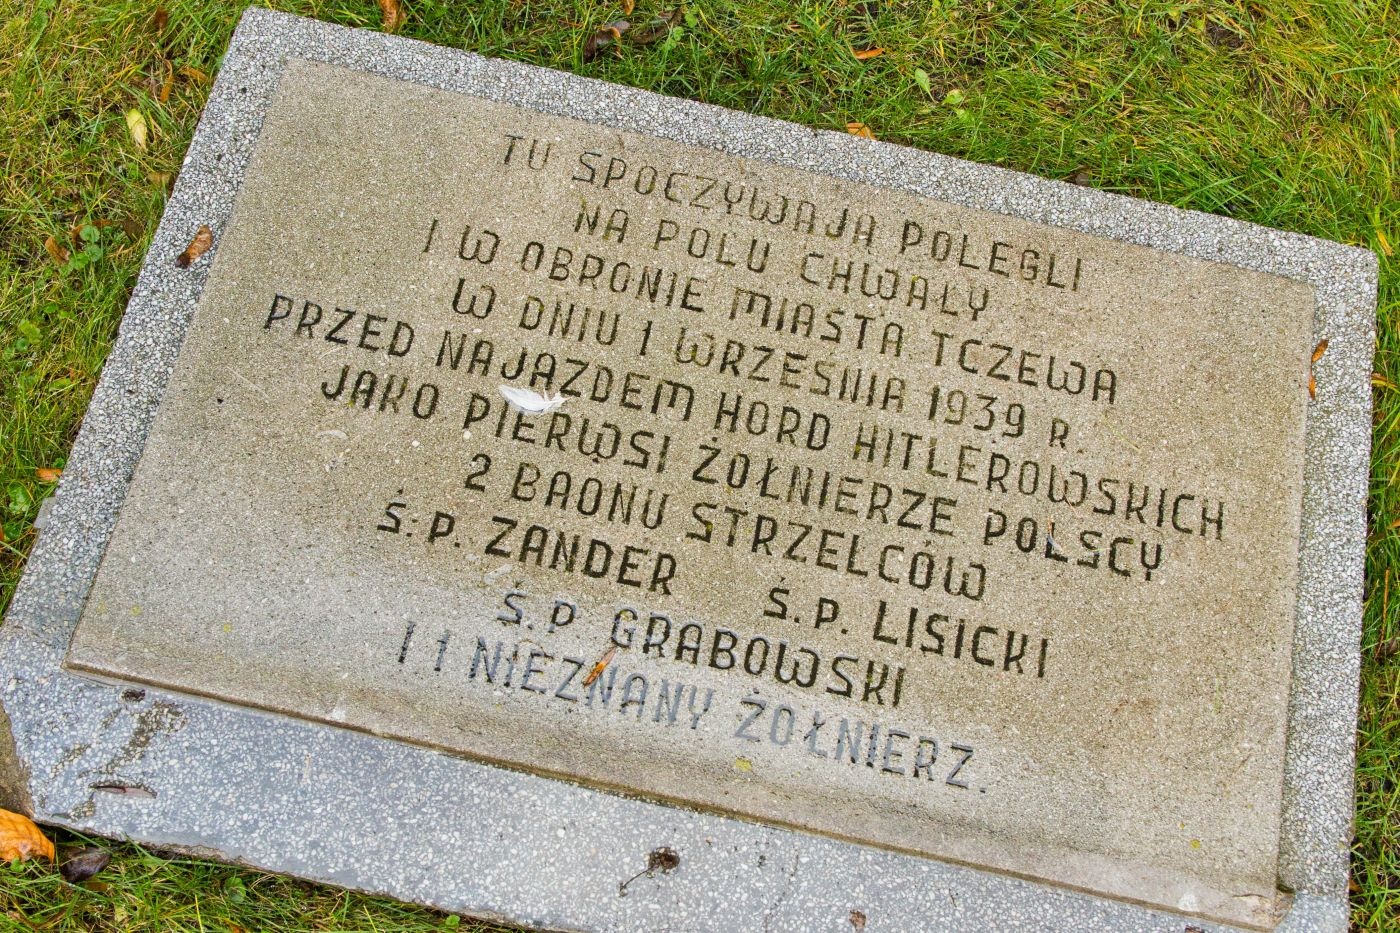 TU SPOCZYWAJĄ POLEGLI
NA POLU CHWAŁY
I W OBRONIE MIASTA TCZEWA
W DNIU 1 WRZEŚNIA 1939 R.
PRZED NAJAZDEM HORD HITLEROWSKICH
JAKO PIERWSI ŻOŁNIERZE POLSCY
2 BAONU STRZELCÓW
Ś.P. ZANDER Ś.P. LISICKI
Ś.P GRABOWSKI
I 1 NIEZNANY ŻOŁNIERZ.